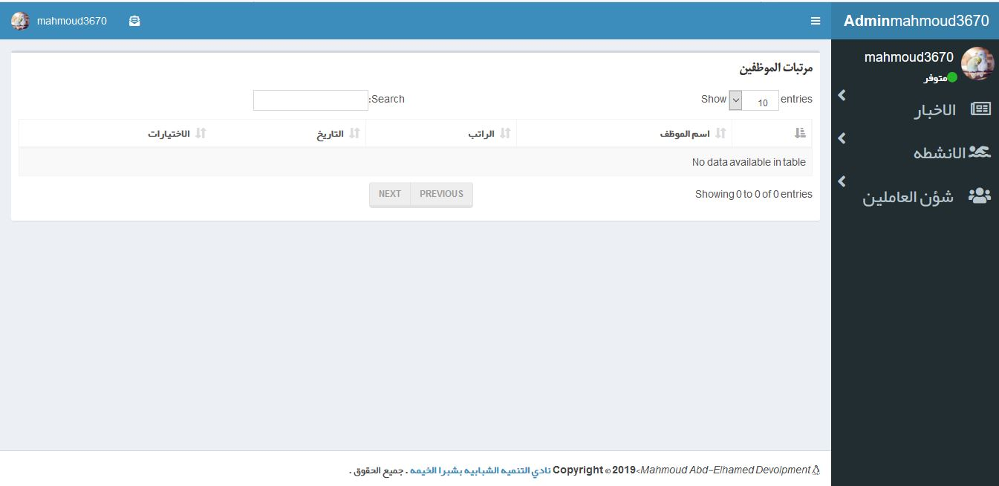 Adminmahmoud3670
mahmoud3670
mahmoud3670
متوفر
الاخبار
الانشطه
شؤن العاملين
مرتبات الموظفين
Show 10 entries
Search:
اسم الموظف الراتب التاريخ الاختيارات
No data available in table
Showing 0 to 0 of 0 entries
PREVIOUS NEXT
Mahmoud Abd-Elhamed Devolpment> Copyright © 2019 نادي التنميه الشبابيه بشبرا الخيمه . جميع الحقوق .